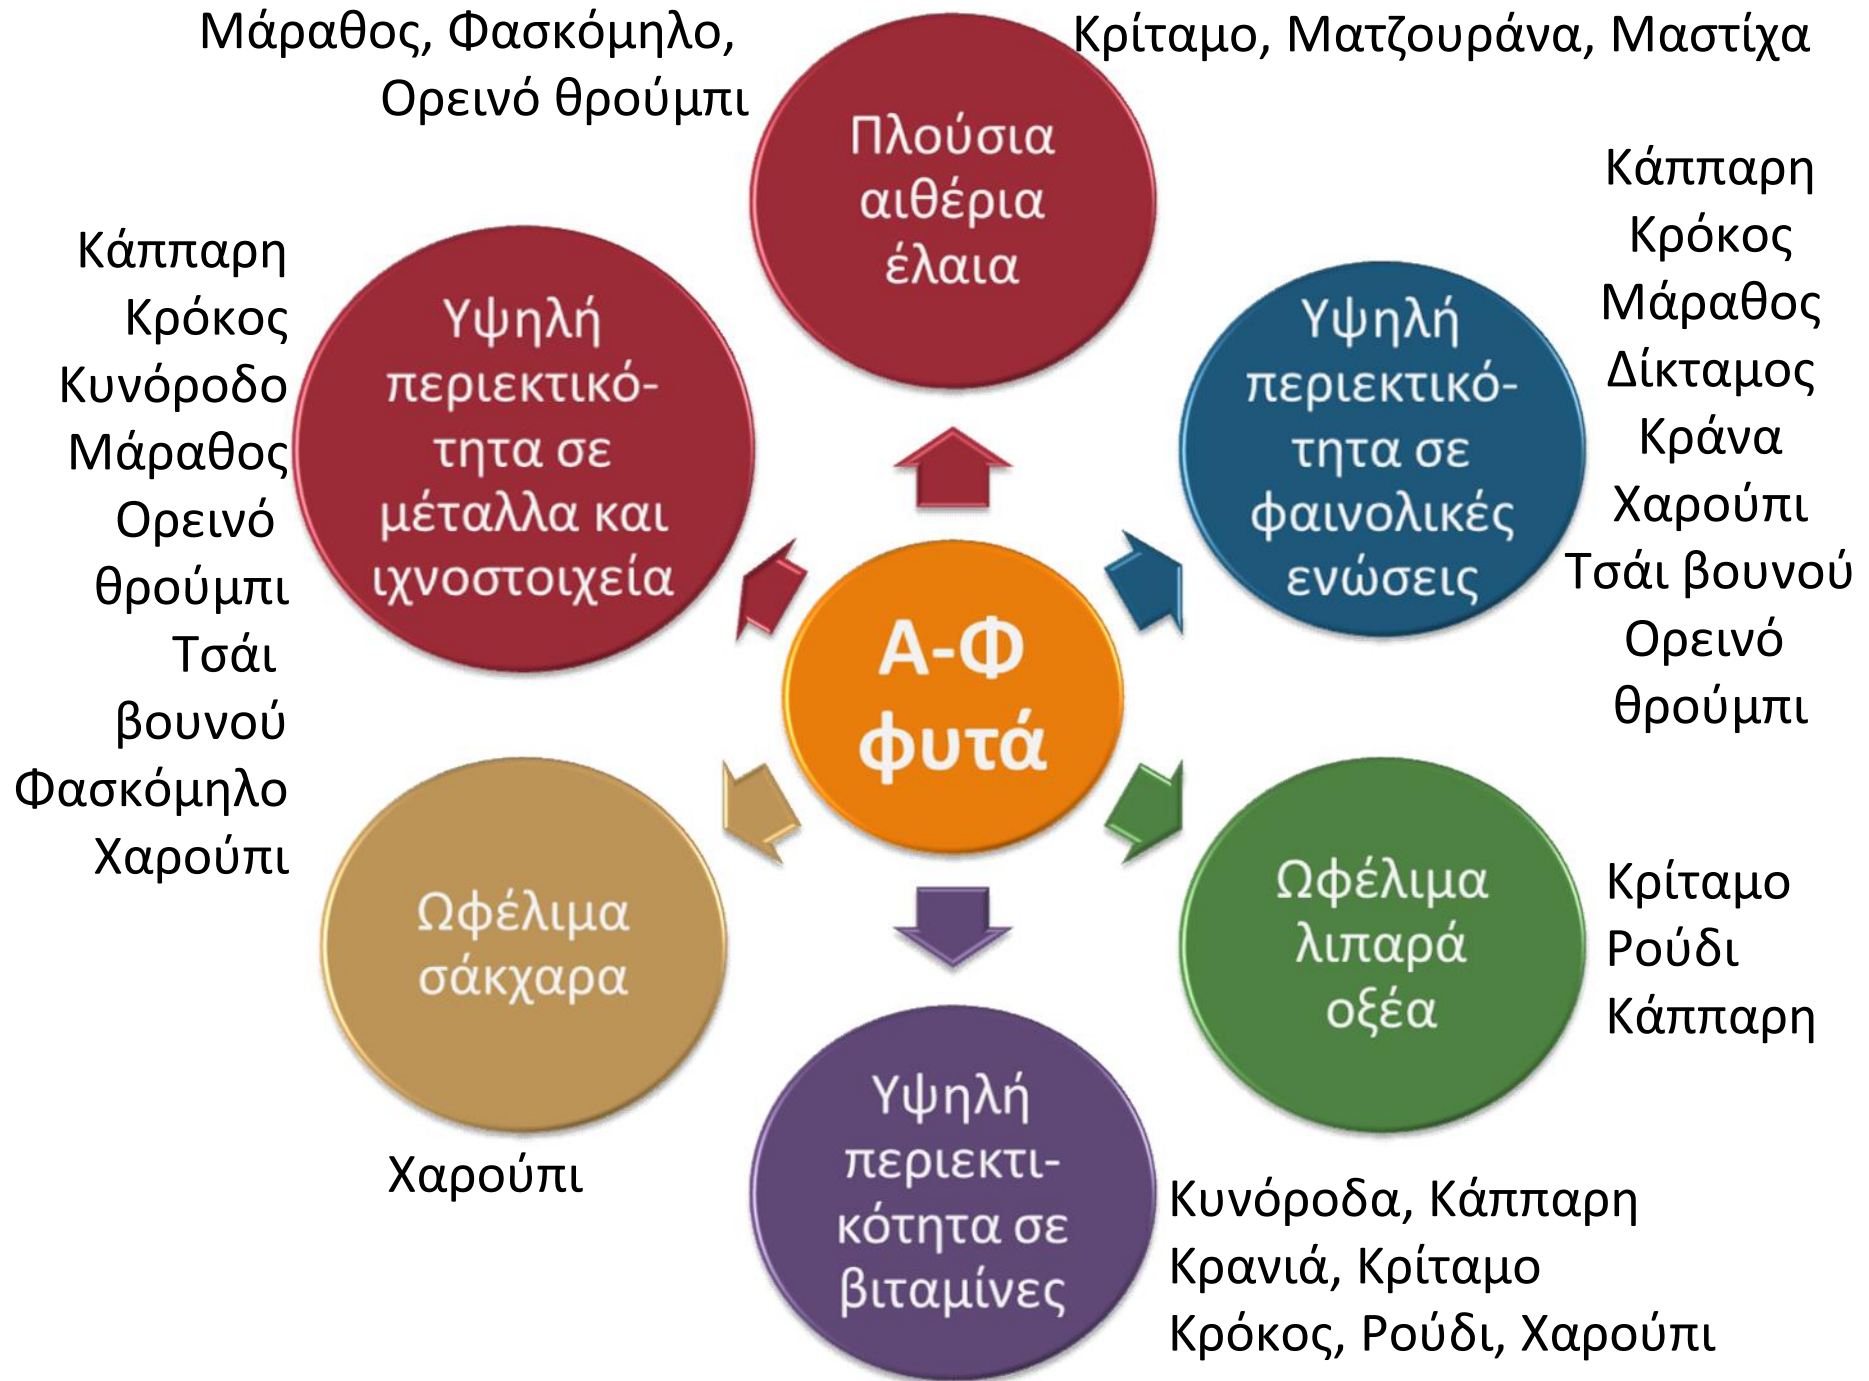 Μάραθος, Φασκόμηλο,
Ορεινό θρούμπι
Κρίταμο, Ματζουράνα, Μαστίχα
Πλούσια
αιθέρια
έλαια
Κάππαρη
Κρόκος
Κυνόροδο
Μάραθος
Ορεινό
θρούμπι
Τσάι
βουνού
Φασκόμηλο
Χαρούπι
Υψηλή
περιεκτικό-
τητα σε
μέταλλα και
ιχνοστοιχεία
Υψηλή
περιεκτικό-
τητα σε
φαινολικές
ενώσεις
Κάππαρη
Κρόκος
Μάραθος
Δίκταμος
Κράνα
Χαρούπι
Τσάι βουνού
Ορεινό
θρούμπι
Α-Φ
φυτά
Ωφέλιμα
σάκχαρα
Χαρούπι
Ωφέλιμα
λιπαρά
οξέα
Κρίταμο
Ρούδι
Κάππαρη
Υψηλή
περιεκτι-
κότητα σε
βιταμίνες
Κυνόροδα, Κάππαρη
Κρανιά, Κρίταμο
Κρόκος, Ρούδι, Χαρούπι